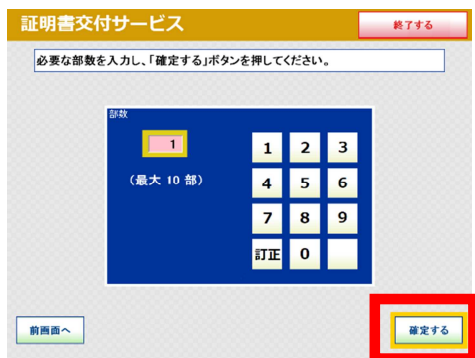 証明書交付サービス
終了する
必要な部数を入力し、「確定する」ボタンを押してください。
部数
1
(最大 10 部)
1 2 3
4 5 6
7 8 9
訂正 0
前画面へ
確定する